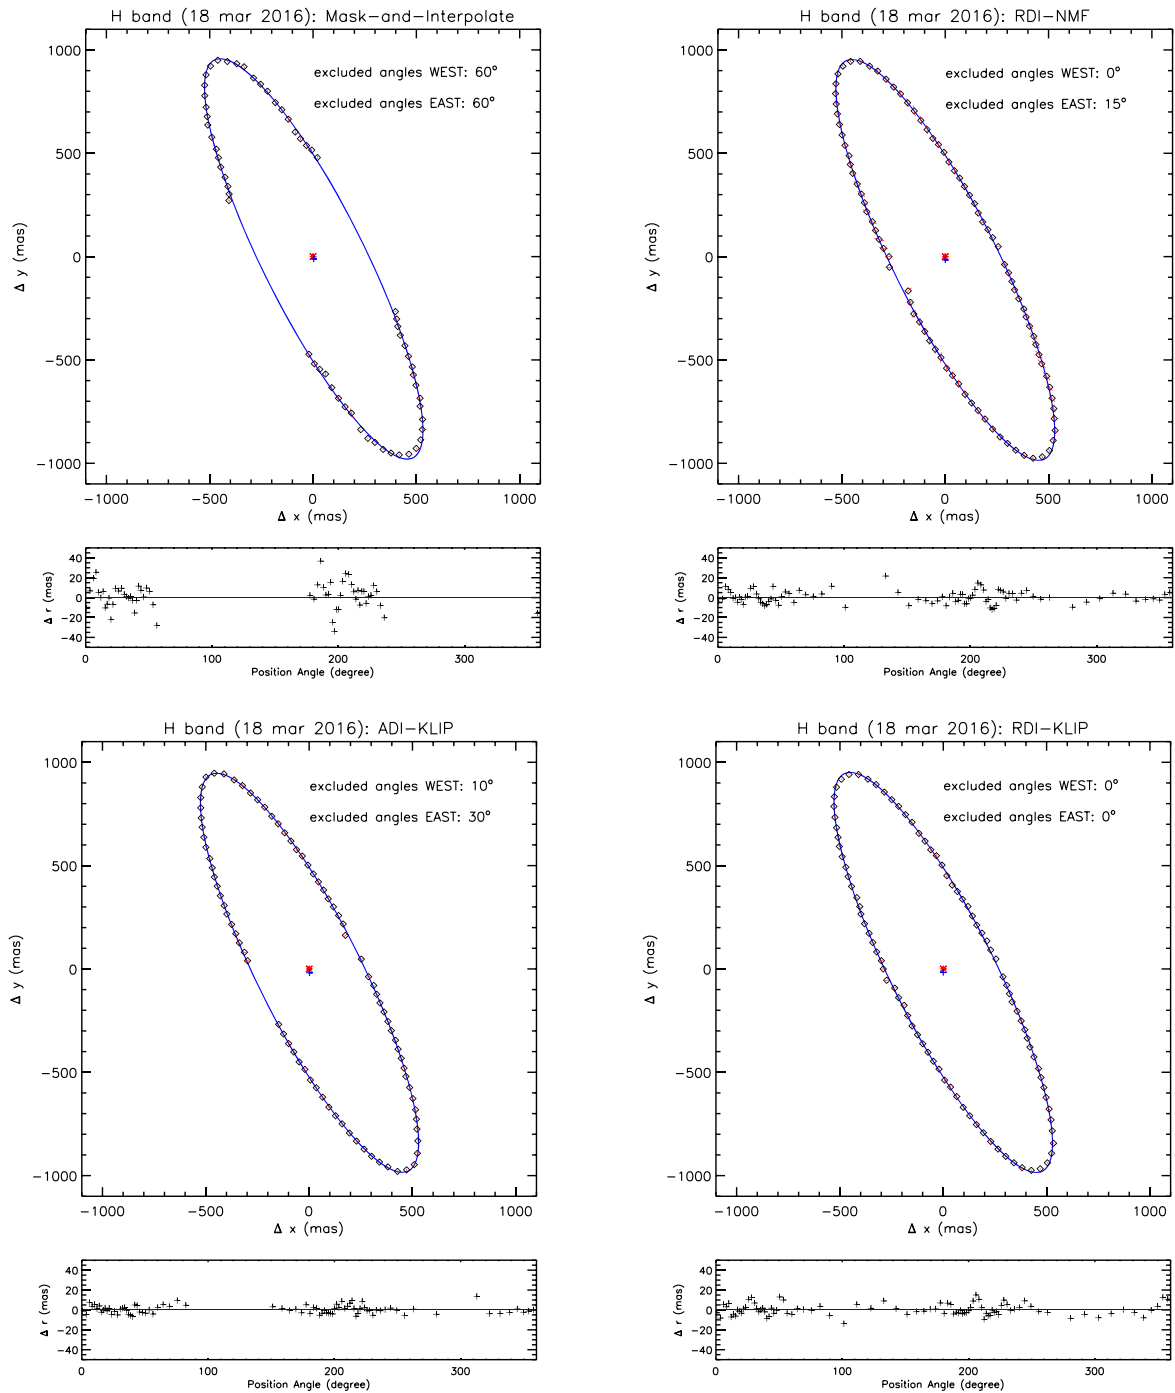 H band (18 mar 2016): Mask-and-Interpolate
excluded angles WEST: 60°
excluded angles EAST: 60°
Δ y (mas)
1000
500
0
-500
-1000
-1000 -500 0 500 1000
Δ x (mas)
Δ r (mas)
40
20
0
-20
-40
0 100 200 300
Position Angle (degree)
H band (18 mar 2016): RDI-NMF
excluded angles WEST: 0°
excluded angles EAST: 15°
Δ y (mas)
1000
500
0
-500
-1000
-1000 -500 0 500 1000
Δ x (mas)
Δ r (mas)
40
20
0
-20
-40
0 100 200 300
Position Angle (degree)
H band (18 mar 2016): ADI-KLIP
excluded angles WEST: 10°
excluded angles EAST: 30°
Δ y (mas)
1000
500
0
-500
-1000
-1000 -500 0 500 1000
Δ x (mas)
Δ r (mas)
40
20
0
-20
-40
0 100 200 300
Position Angle (degree)
H band (18 mar 2016): RDI-KLIP
excluded angles WEST: 0°
excluded angles EAST: 0°
Δ y (mas)
1000
500
0
-500
-1000
-1000 -500 0 500 1000
Δ x (mas)
Δ r (mas)
40
20
0
-20
-40
0 100 200 300
Position Angle (degree)